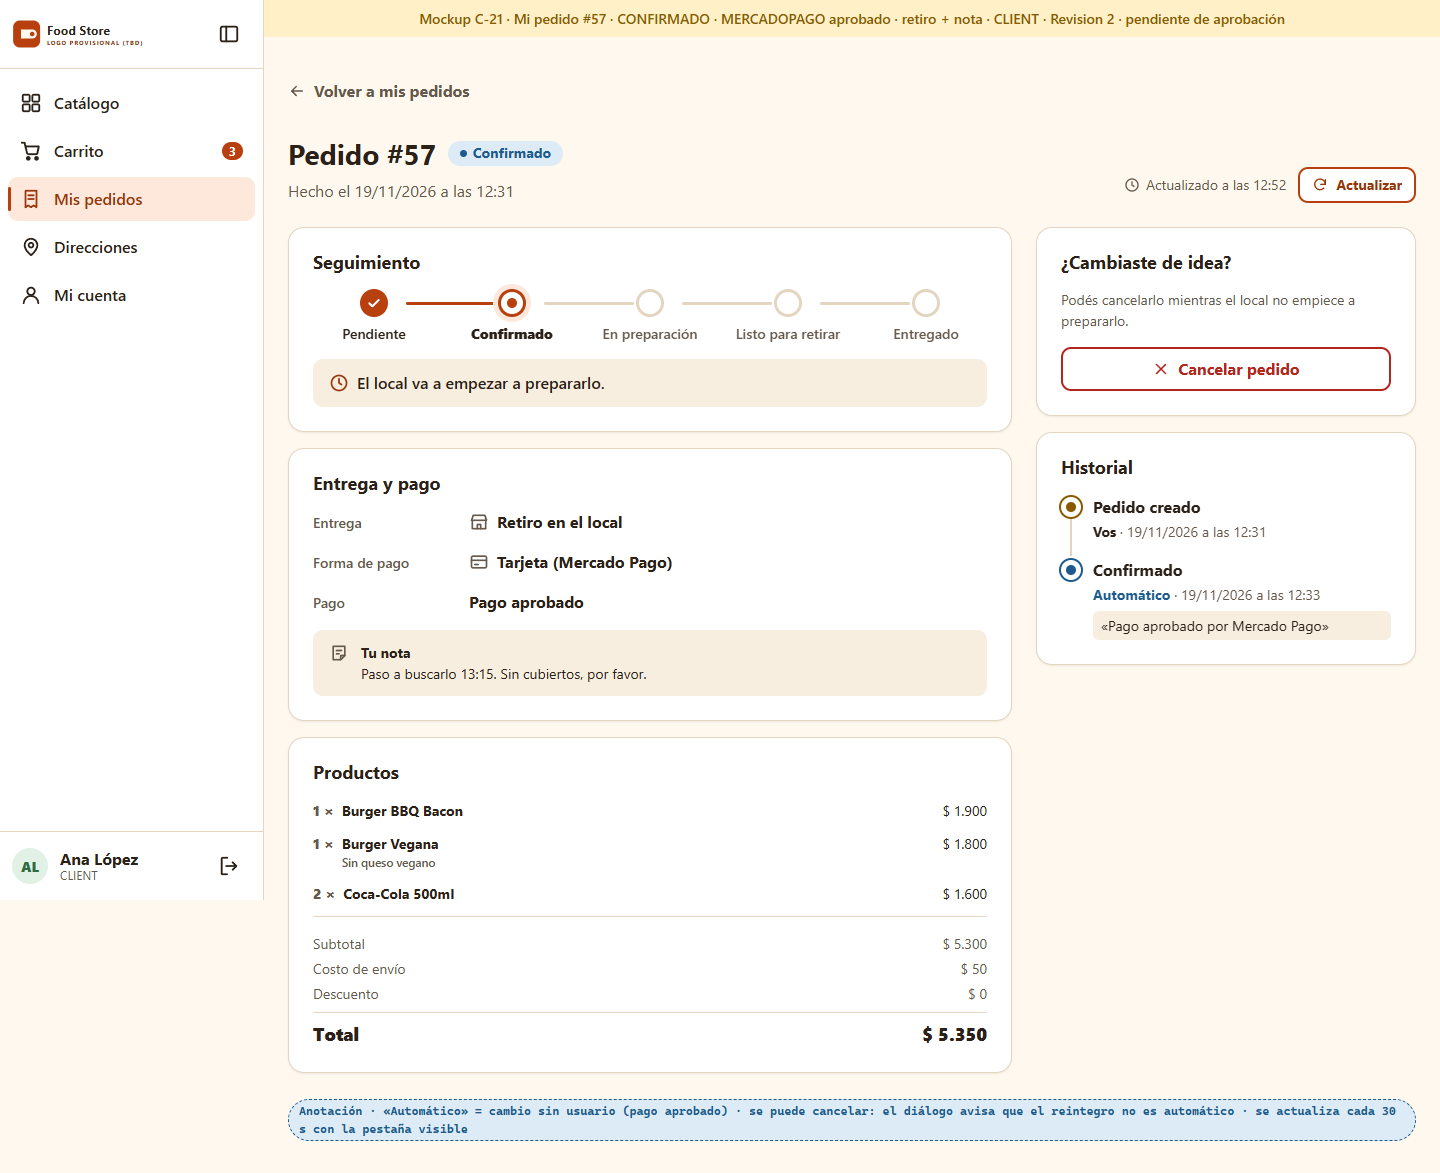 Mockup C-21 · Mi pedido #57 · CONFIRMADO · MERCADOPAGO aprobado · retiro + nota · CLIENT · Revision 2 · pendiente de aprobación
Food Store
LOGO PROVISIONAL (TBD)
Catálogo
Carrito
3
Mis pedidos
Direcciones
Mi cuenta
AL
Ana López
CLIENT
Volver a mis pedidos
Pedido #57
Confirmado
Hecho el 19/11/2026 a las 12:31
Actualizado a las 12:52
Actualizar
Seguimiento
Pendiente
Confirmado
En preparación
Listo para retirar
Entregado
El local va a empezar a prepararlo.
Entrega y pago
Entrega
Retiro en el local
Forma de pago
Tarjeta (Mercado Pago)
Pago
Pago aprobado
Tu nota
Paso a buscarlo 13:15. Sin cubiertos, por favor.
Productos
1 × Burger BBQ Bacon $ 1.900
1 × Burger Vegana $ 1.800
Sin queso vegano
2 × Coca-Cola 500ml $ 1.600
Subtotal $ 5.300
Costo de envío $ 50
Descuento $ 0
Total $ 5.350
¿Cambiaste de idea?
Podés cancelarlo mientras el local no empiece a
prepararlo.
Cancelar pedido
Historial
Pedido creado
Vos · 19/11/2026 a las 12:31
Confirmado
Automático · 19/11/2026 a las 12:33
«Pago aprobado por Mercado Pago»
Anotación · «Automático» = cambio sin usuario (pago aprobado) · se puede cancelar: el diálogo avisa que el reintegro no es automático · se actualiza cada 30
s con la pestaña visible